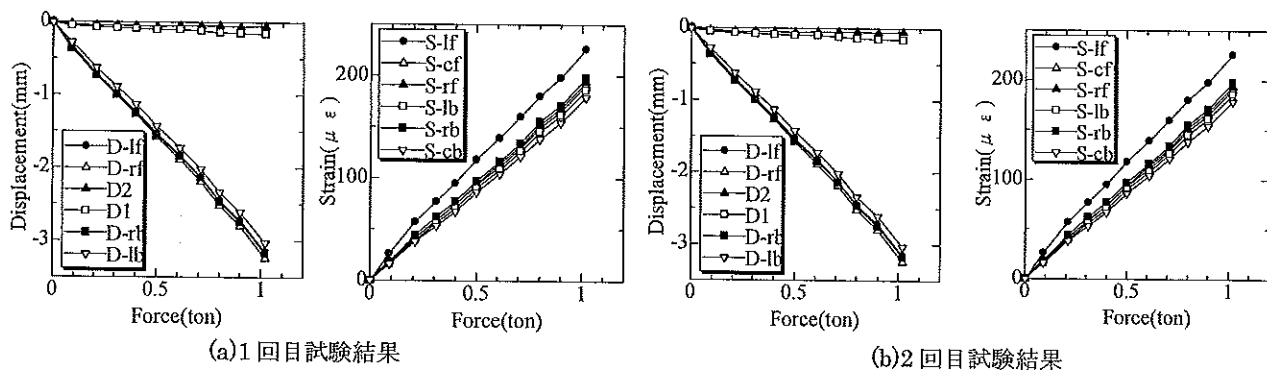 0
-1
-2
-3
Displacement(mm)
D-lf
D-rf
D2
D1
D-rb
D-lb
0
0.5
1
Force(ton)
200
100
0
Strain(με)
S-lf
S-cf
S-rf
S-lb
S-rb
S-cb
0
0.5
1
Force(ton)
(a)1回目試験結果
0
-1
-2
-3
Displacement(mm)
D-lf
D-rf
D2
D1
D-rb
D-lb
0
0.5
1
Force(ton)
200
100
0
Strain(με)
S-lf
S-cf
S-rf
S-lb
S-rb
S-cb
0
0.5
1
Force(ton)
(b)2回目試験結果